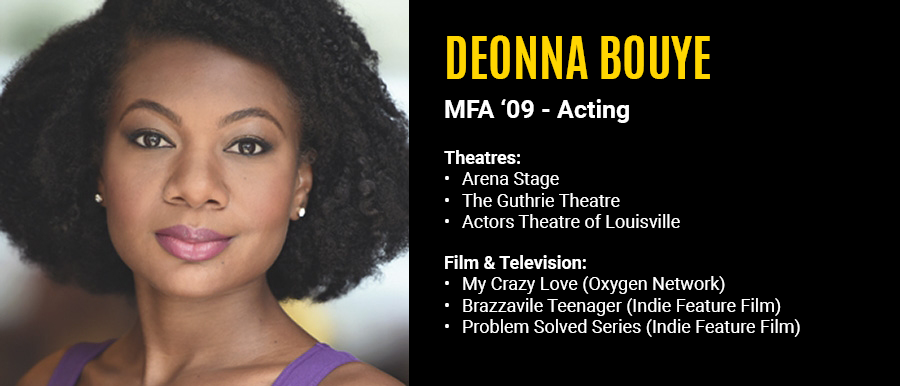 DEONNA BOUYE
MFA ‘09 - Acting
Theatres:
• Arena Stage
• The Guthrie Theatre
• Actors Theatre of Louisville
Film & Television:
• My Crazy Love (Oxygen Network)
• Brazzavile Teenager (Indie Feature Film)
• Problem Solved Series (Indie Feature Film)